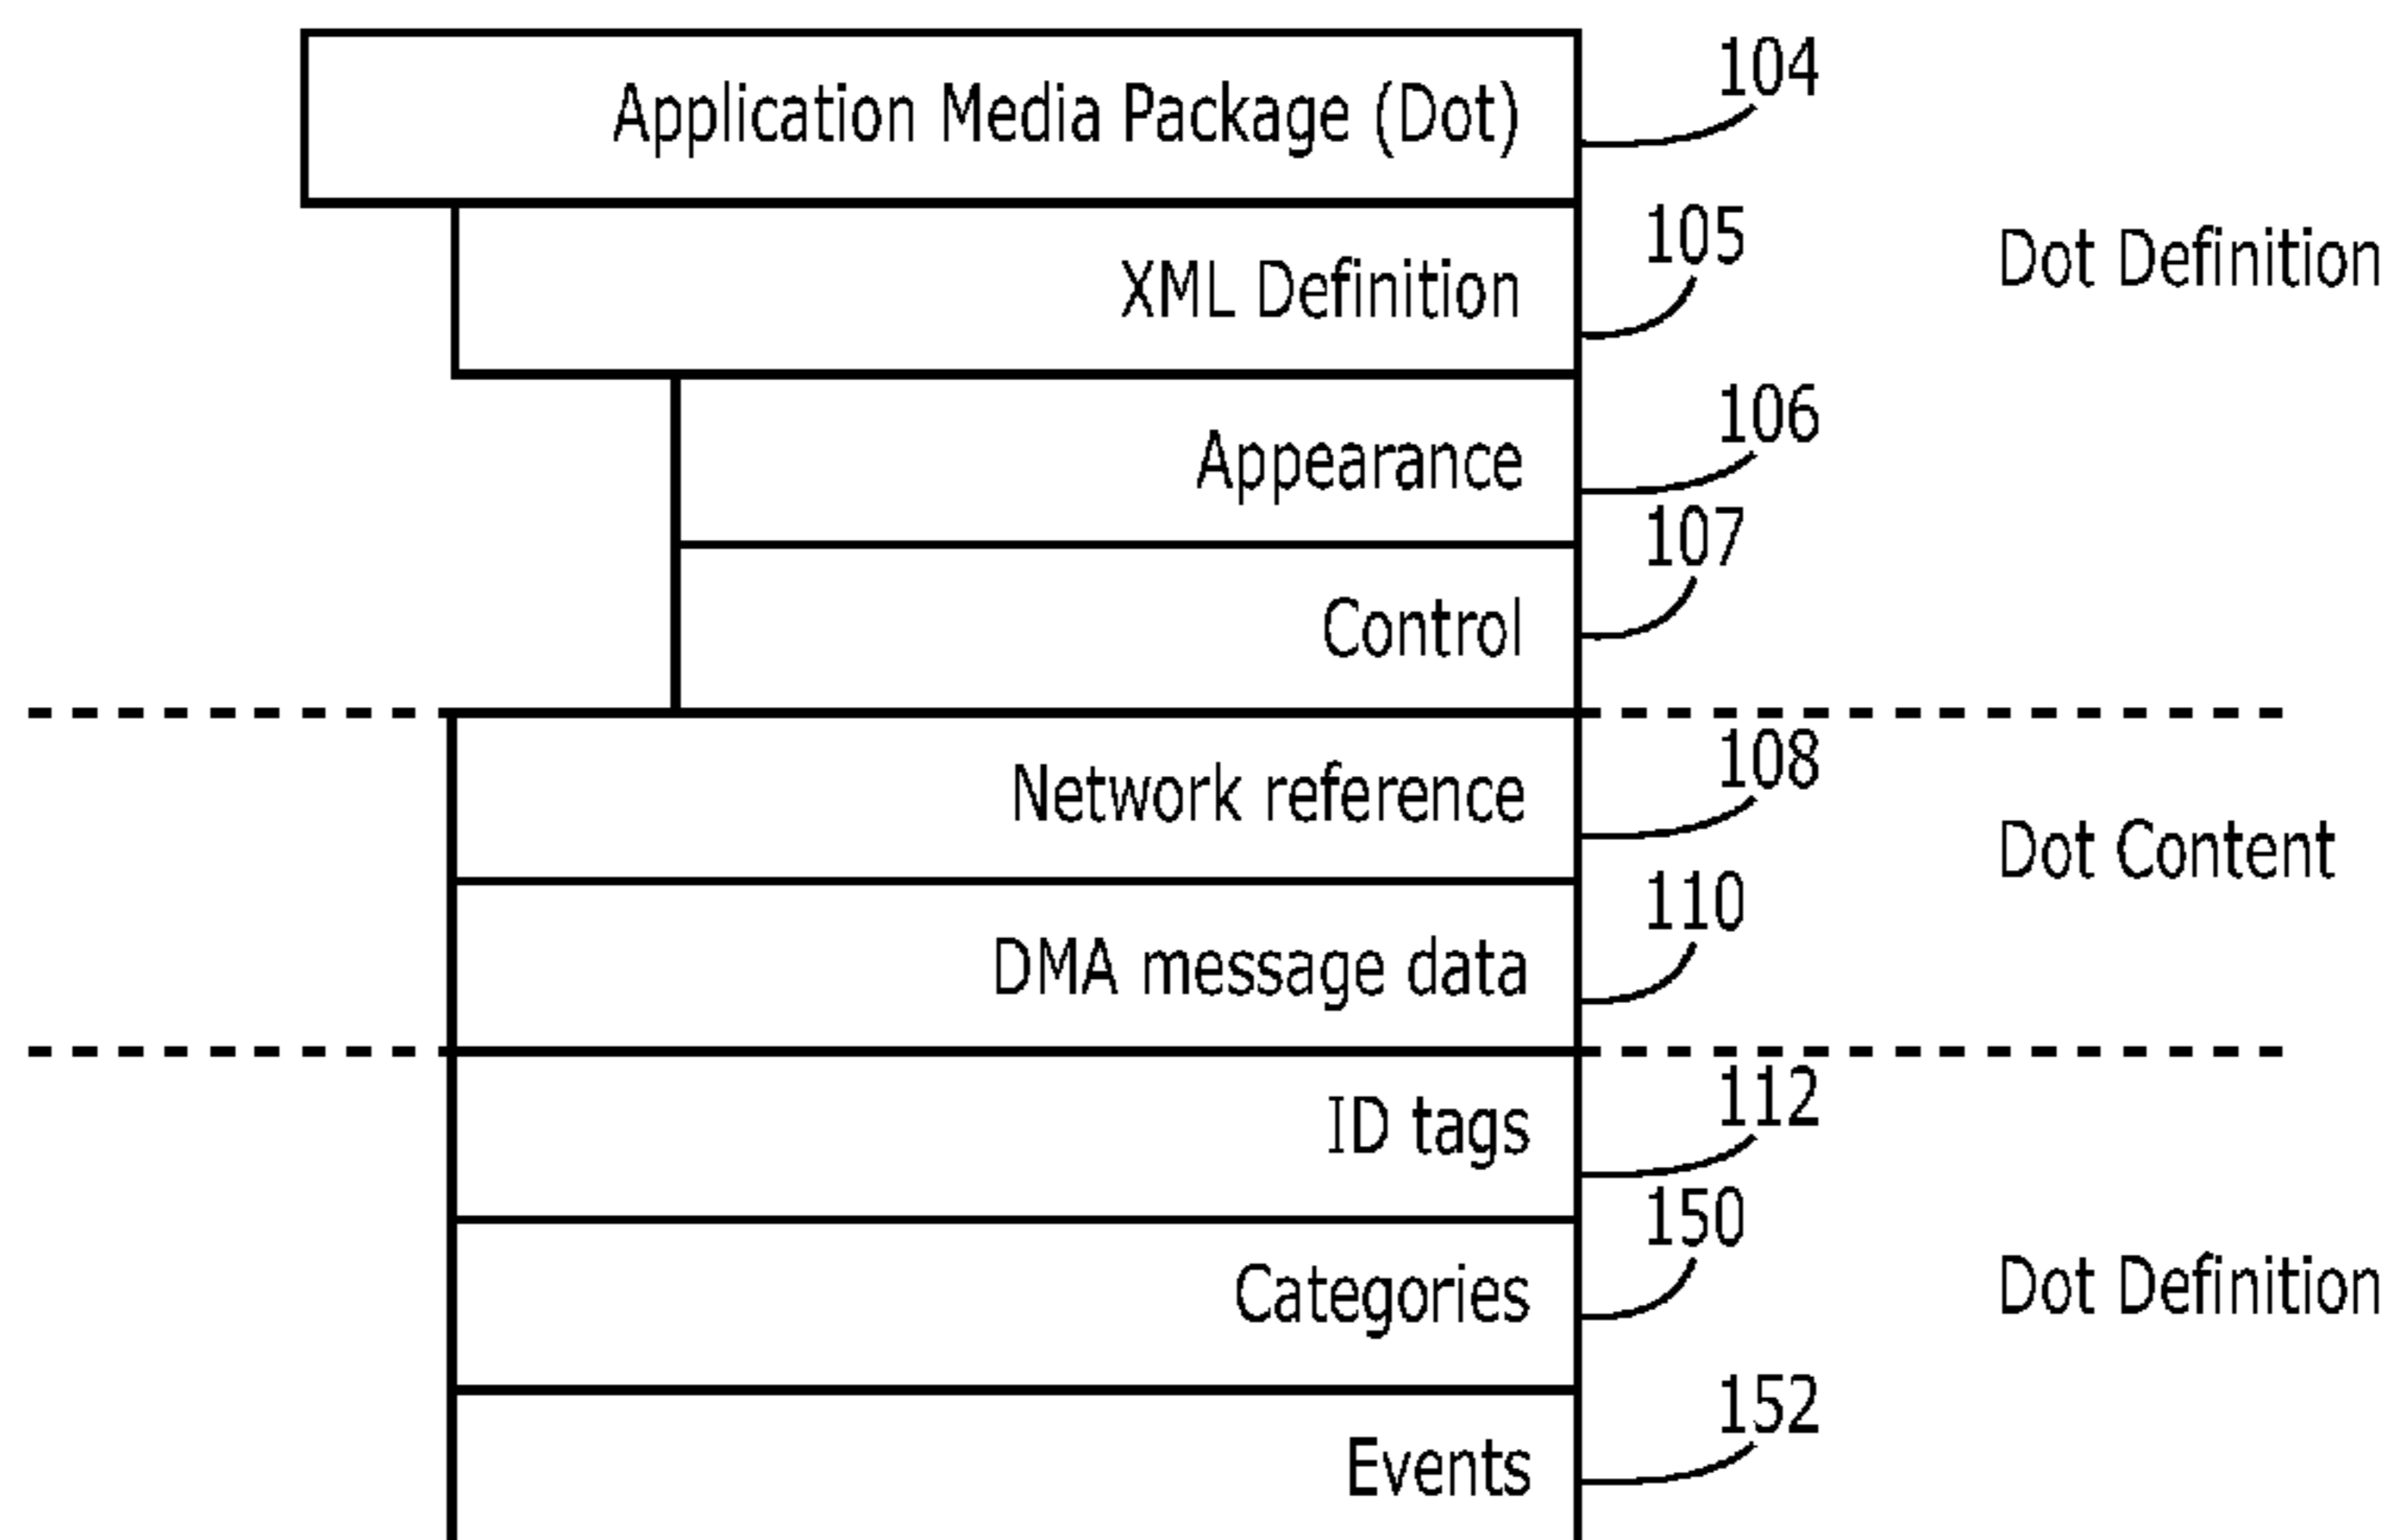 Application Media Package (Dot)
104
XML Definition
105
Dot Definition
Appearance
106
Control
107
Network reference
108
Dot Content
DMA message data
110
ID tags
112
Categories
150
Dot Definition
Events
152